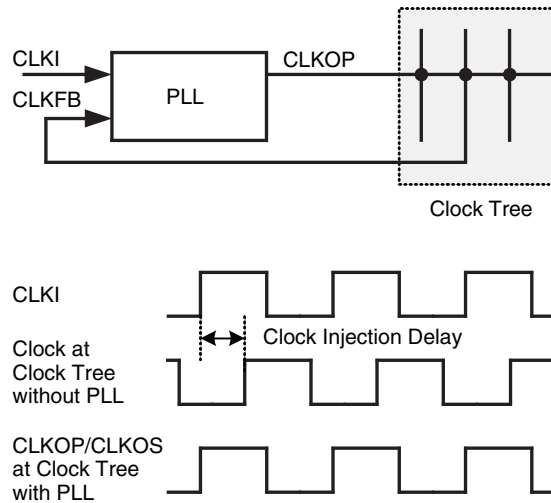 CLKI
CLKOP
CLKFB
PLL
Clock Tree
CLKI
Clock Injection Delay
Clock at
Clock Tree
without PLL
CLKOP/CLKOS
at Clock Tree
with PLL